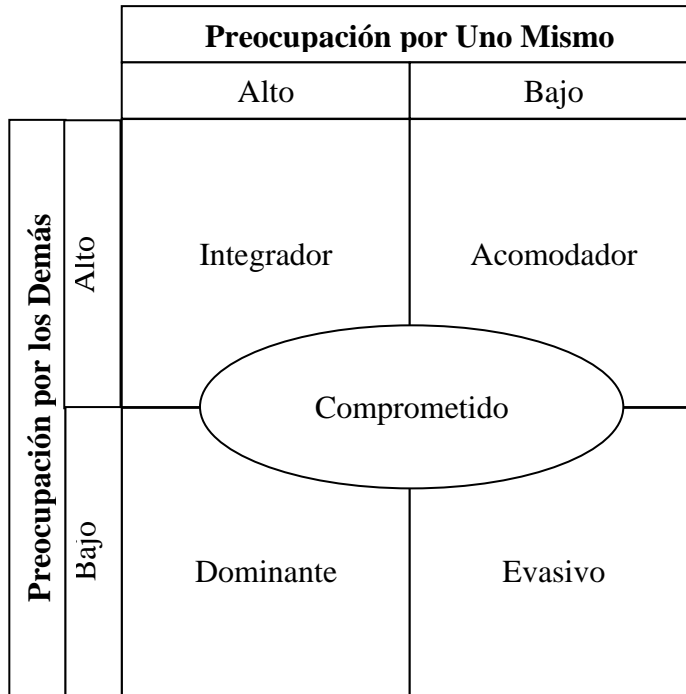 Preocupación por Uno Mismo
Alto
Bajo
Preocupación por los Demás
Alto
Integrador
Acomodador
Comprometido
Bajo
Dominante
Evasivo